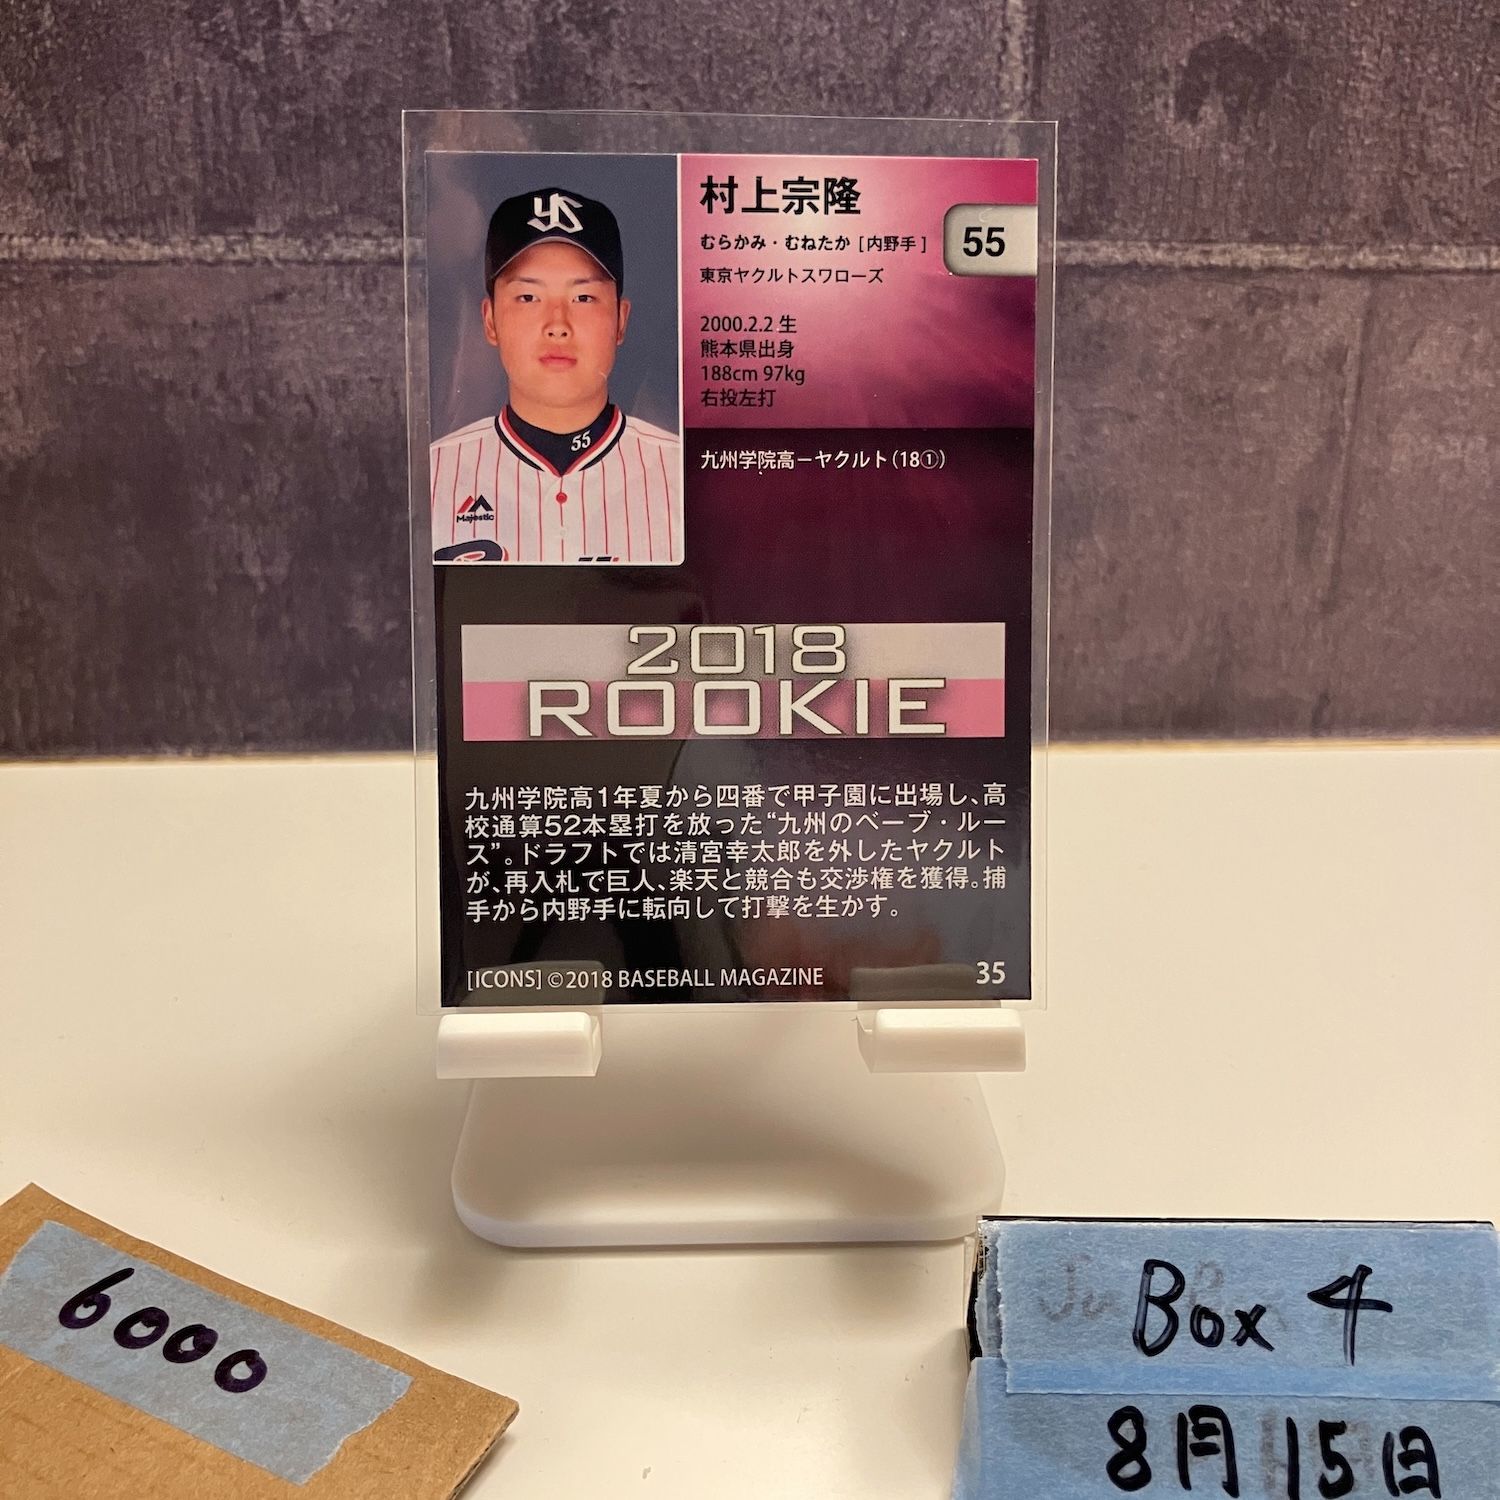 YS
55
Majestic
村上宗隆
むらかみ・むねたか [内野手]
55
東京ヤクルトスワローズ
2000.2.2 生
熊本県出身
188cm 97kg
右投左打
九州学院高－ヤクルト(18①)
2018
ROOKIE
九州学院高1年夏から四番で甲子園に出場し、高
校通算52本塁打を放った“九州のベーブ・ルー
ス”。ドラフトでは清宮幸太郎を外したヤクルト
が、再入札で巨人、楽天と競合も交渉権を獲得。捕
手から内野手に転向して打撃を生かす。
[ICONS] ©2018 BASEBALL MAGAZINE
35
6000
Box 4
8月15日